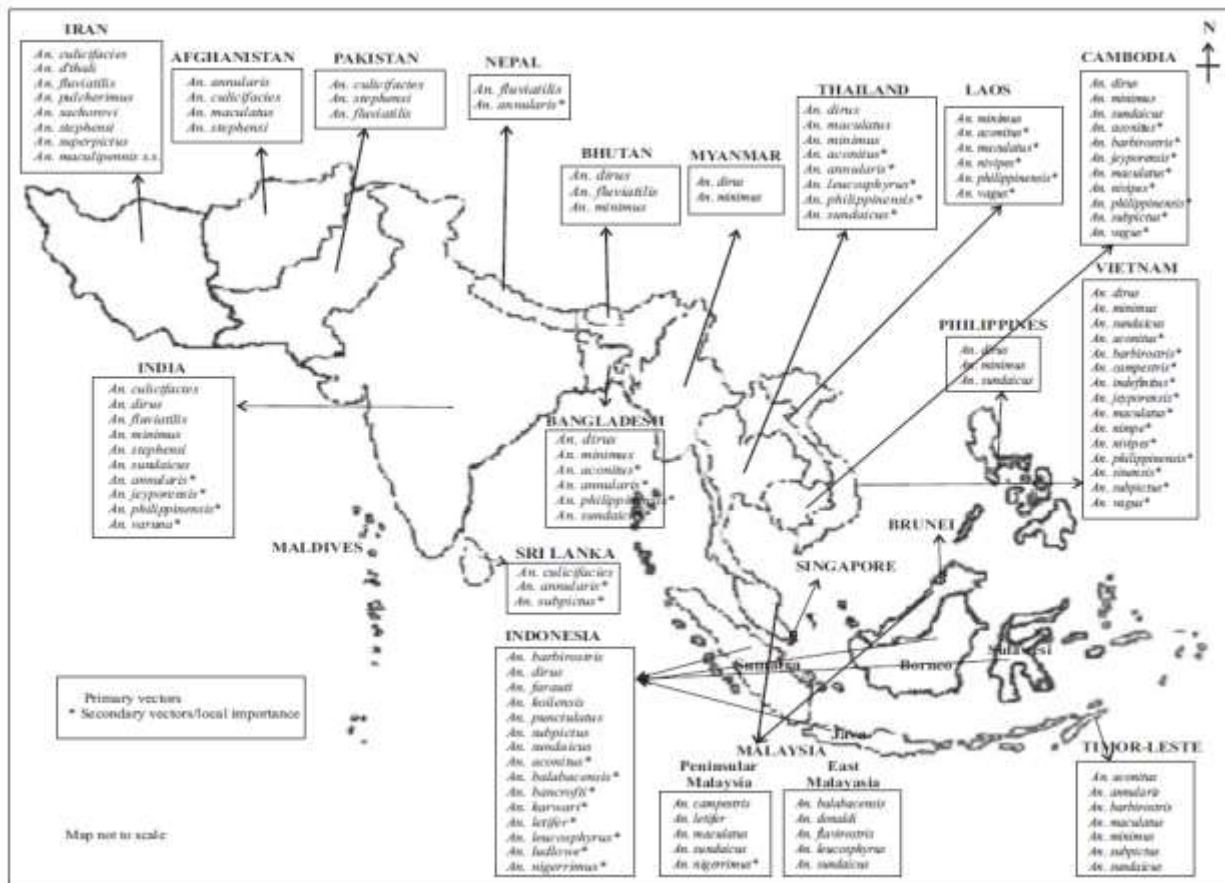 IRAN
An. culicifacies
An. d'thali
An. fluviatilis
An. pulcherimus
An. sachorovi
An. stephensi
An. superpictus
An. maculipennis s.s.
AFGHANISTAN
An. annularis
An. culicifacies
An. maculatus
An. stephensi
PAKISTAN
An. culicifacies
An. stephensi
An. fluviatilis
NEPAL
An. fluviatilis
An. annularis*
BHUTAN
An. dirus
An. fluviatilis
An. minimus
MYANMAR
An. dirus
An. minimus
THAILAND
An. dirus
An. maculatus
An. minimus
An. aconitus*
An. annularis*
An. leucosphyrus*
An. philippinensis*
An. sundaicus*
LAOS
An. minimus
An. aconitus*
An. maculatus*
An. nivipes*
An. philippinensis*
An. vagus*
N
CAMBODIA
An. dirus
An. minimus
An. sundaicus
An. aconitus*
An. barbirostris*
An. jeyporensis*
An. maculatus*
An. nivipes*
An. philippinensis*
An. subpictus*
An. vagus*
VIETNAM
An. dirus
An. minimus
An. sundaicus
An. aconitus*
An. barbirostris*
An. campestris*
An. indefinitus*
An. jeyporensis*
An. maculatus*
An. nimpe*
An. nivipes*
An. philippinensis*
An. sinensis*
An. subpictus*
An. vagus*
PHILIPPINES
An. dirus
An. minimus
An. sundaicus
INDIA
An. culicifacies
An. dirus
An. fluviatilis
An. minimus
An. stephensi
An. sundaicus
An. annularis*
An. jeyporensis*
An. philippinensis*
An. varuna*
BANGLADESH
An. dirus
An. minimus
An. aconitus*
An. annularis*
An. philippinensis*
An. sundaicus
MALDIVES
SRI LANKA
An. culicifacies
An. annularis*
An. subpictus*
SINGAPORE
BRUNEI
INDONESIA
An. barbirostris
An. dirus
An. farauti
An. koliensis
An. punctulatus
An. subpictus
An. sundaicus
An. aconitus*
An. balabacensis*
An. bancrofti*
An. karwari*
An. letifer*
An. leucosphyrus*
An. ludlowe*
An. nigerrimus*
Sumatra
Borneo
Sulawesi
Java
MALAYSIA
Peninsular
Malaysia
An. campestris
An. letifer
An. maculatus
An. sundaicus
An. nigerrimus*
East
Malayasia
An. balabacensis
An. donaldi
An. flavirostris
An. leucosphyrus
An. sundaicus
TIMOR-LESTE
An. aconitus
An. annularis
An. barbirostris
An. maculatus
An. minimus
An. subpictus
An. sundaicus
Primary vectors
* Secondary vectors/local importance
Map not to scale